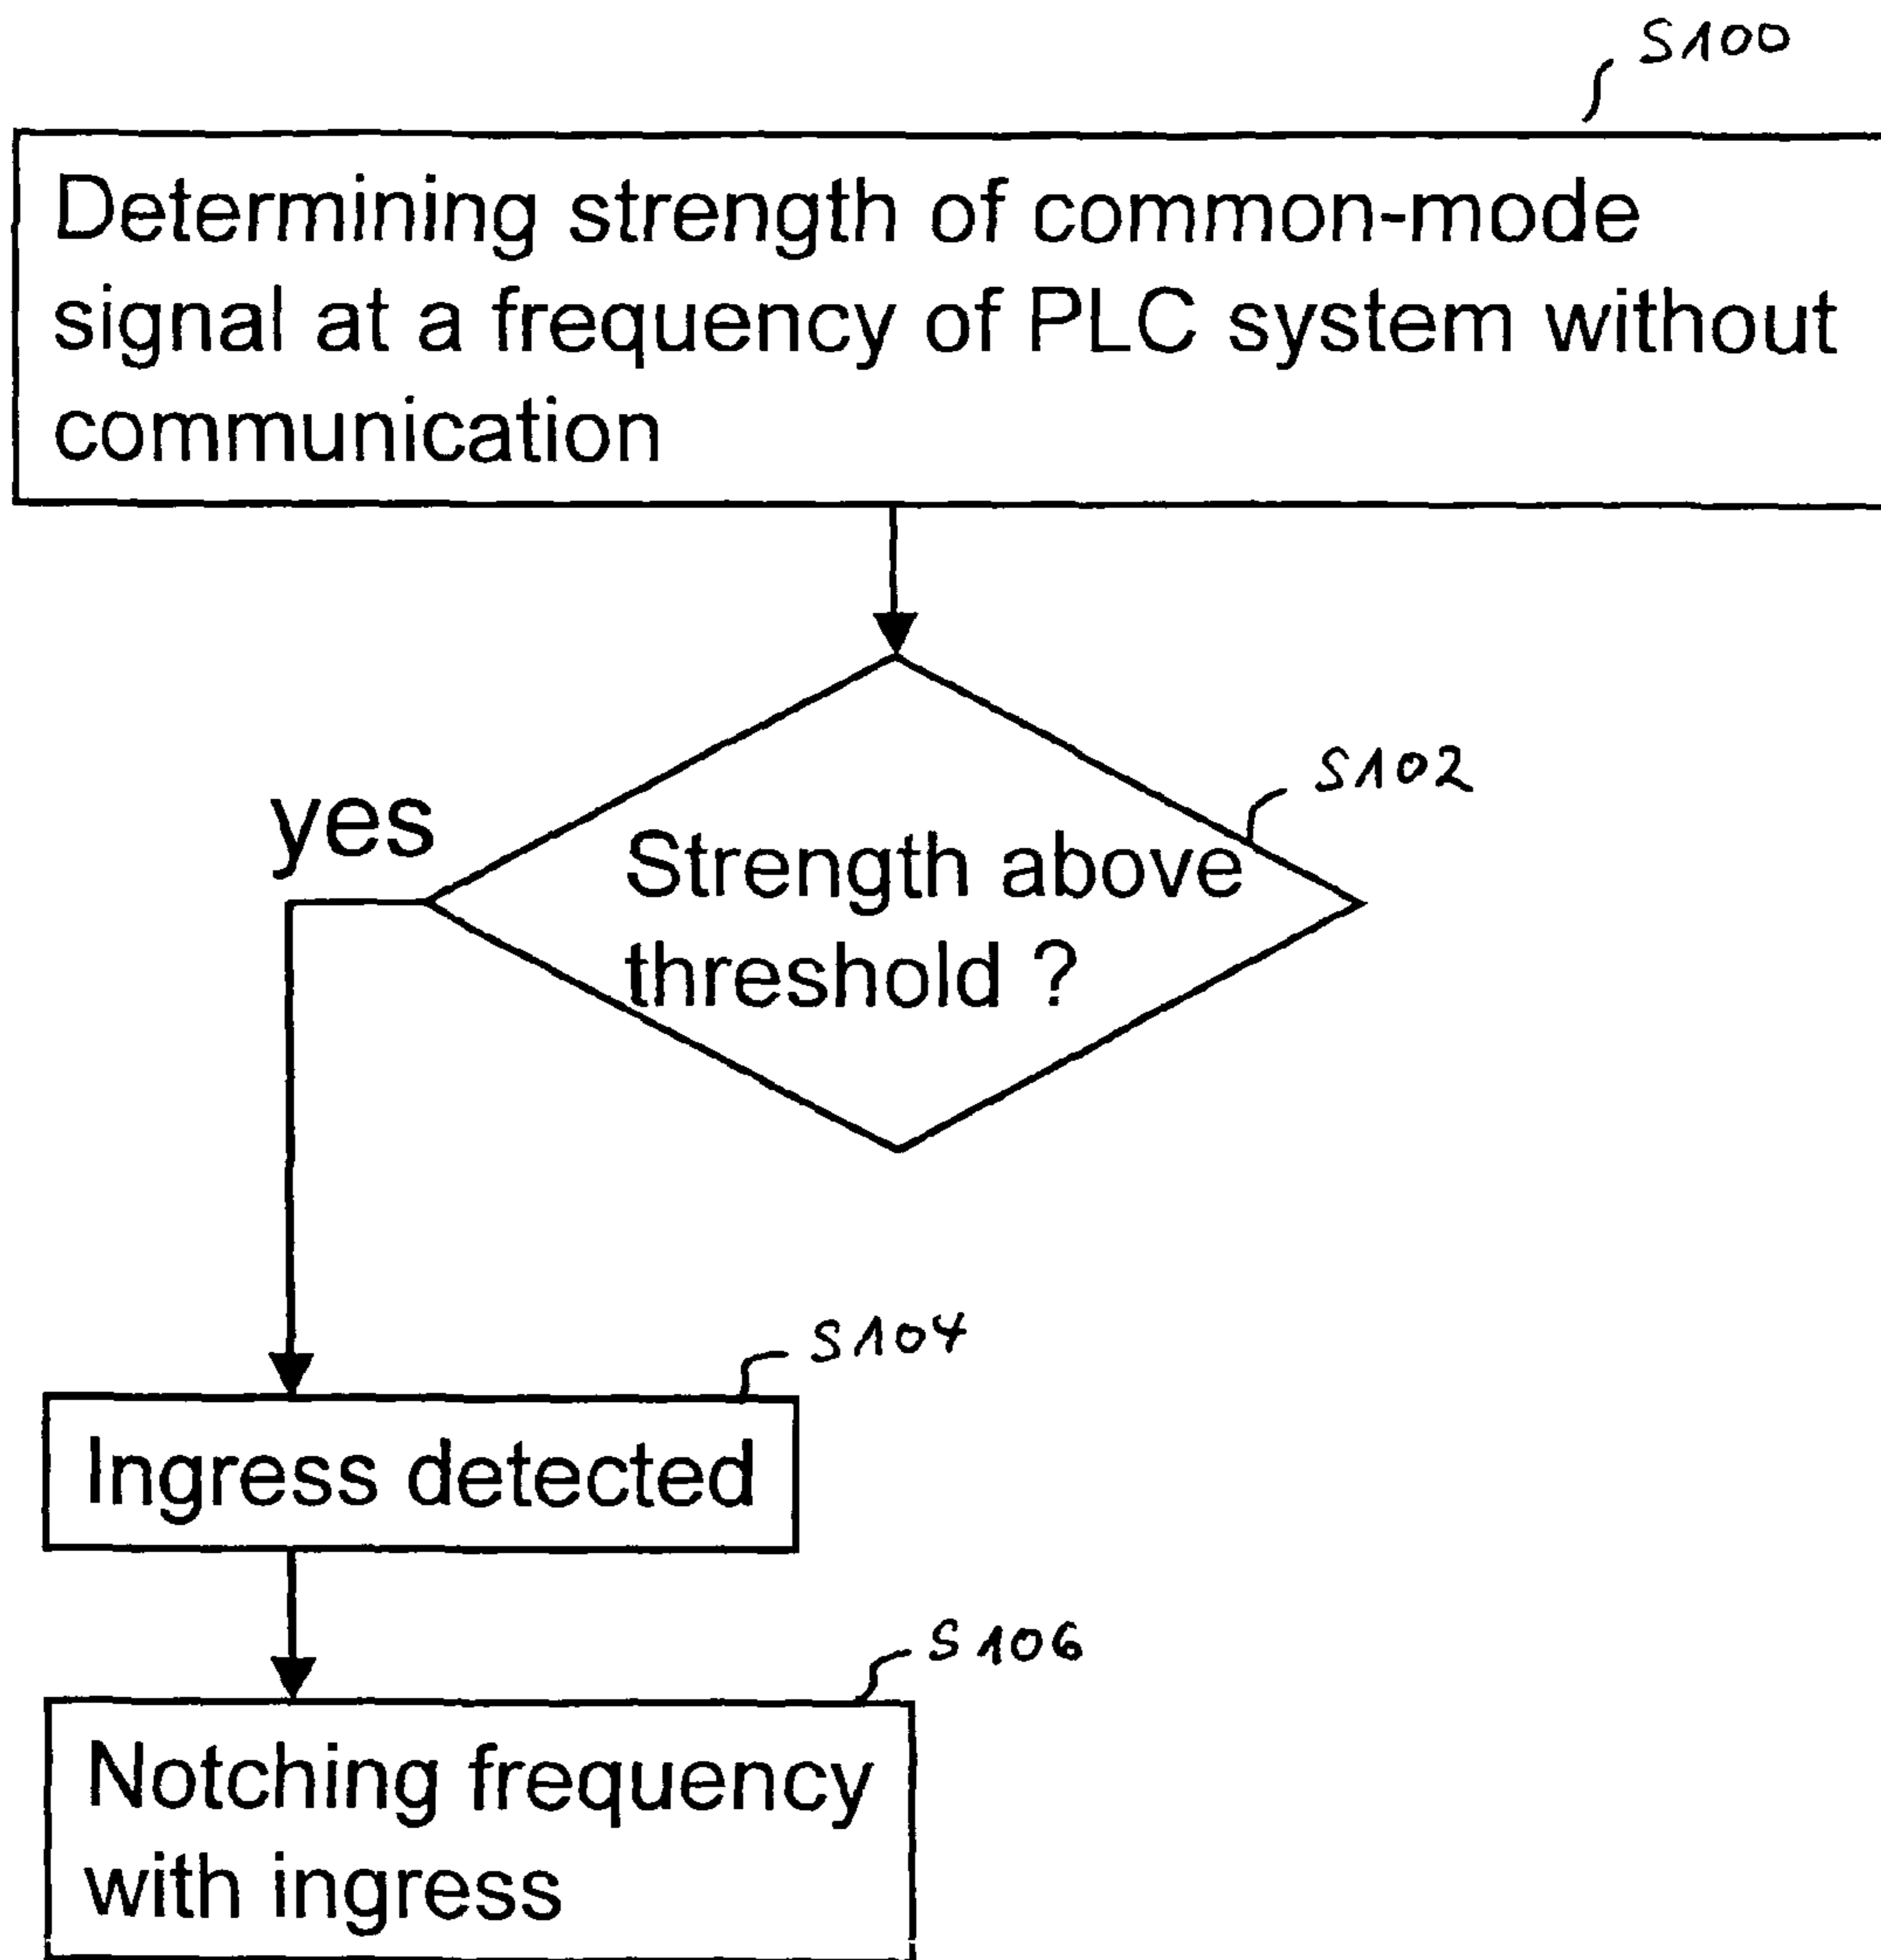 S100
Determining strength of common-mode
signal at a frequency of PLC system without
communication
S102
yes
Strength above
threshold ?
S104
Ingress detected
S106
Notching frequency
with ingress